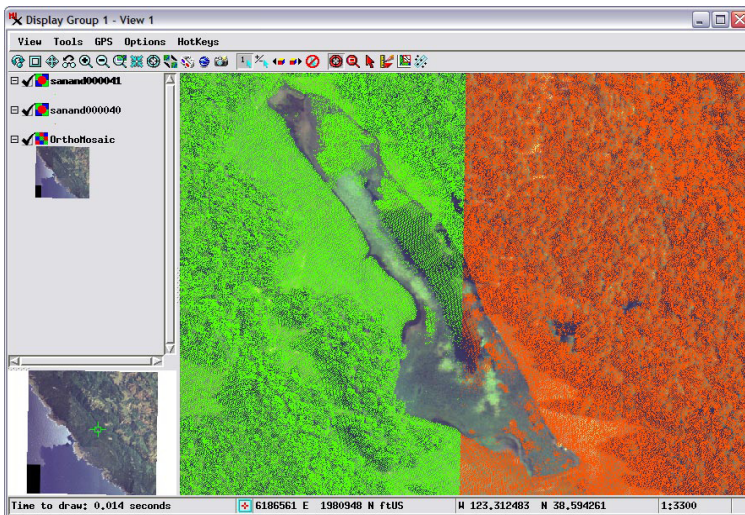 Display Group 1 - View 1
View Tools GPS Options HotKeys
sanand000041
sanand000040
OrthoMosaic
Time to draw: 0.014 seconds 6186561 E 1980948 N ftUS W 123.312483 N 38.594261 1:3300